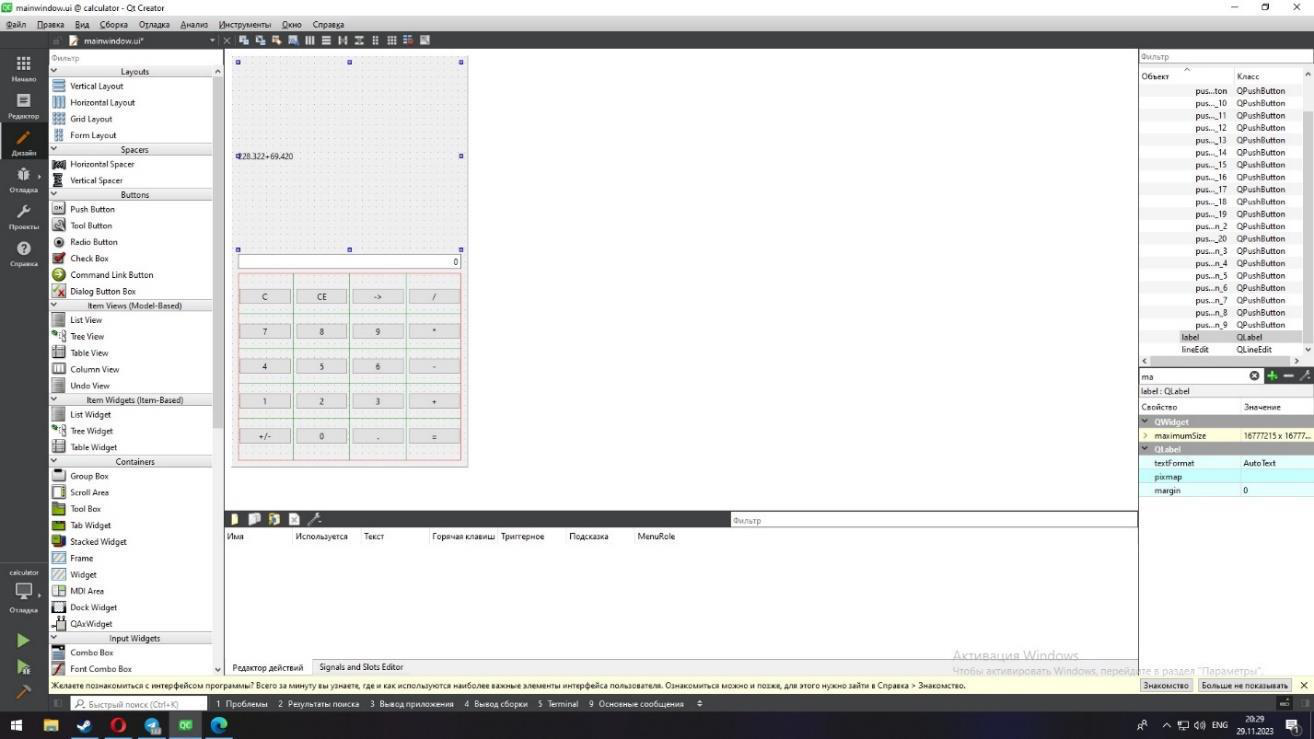 mainwindow.ui @ calculator - Qt Creator
Файл Правка Вид Сборка Отладка Анализ Инструменты Окно Справка
mainwindow.ui*
Начало
Редактор
Дизайн
Отладка
Проекты
Справка
calculator
Отладка
Фильтр
Layouts
Vertical Layout
Horizontal Layout
Grid Layout
Form Layout
Spacers
Horizontal Spacer
Vertical Spacer
Buttons
Push Button
Tool Button
Radio Button
Check Box
Command Link Button
Dialog Button Box
Item Views (Model-Based)
List View
Tree View
Table View
Column View
Undo View
Item Widgets (Item-Based)
List Widget
Tree Widget
Table Widget
Containers
Group Box
Scroll Area
Tool Box
Tab Widget
Stacked Widget
Frame
Widget
MDI Area
Dock Widget
QAxWidget
Input Widgets
Combo Box
Font Combo Box
228.322+69.420
0
C CE -> /
7 8 9 *
4 5 6 -
1 2 3 +
+/- 0 . =
Фильтр
Имя Используется Текст Горячая клавиш Триггерное Подсказка MenuRole
Редактор действий Signals and Slots Editor
Фильтр
Объект Класс
pus...ton QPushButton
pus..._10 QPushButton
pus..._11 QPushButton
pus..._12 QPushButton
pus..._13 QPushButton
pus..._14 QPushButton
pus..._15 QPushButton
pus..._16 QPushButton
pus..._17 QPushButton
pus..._18 QPushButton
pus..._19 QPushButton
pus...n_2 QPushButton
pus..._20 QPushButton
pus...n_3 QPushButton
pus...n_4 QPushButton
pus...n_5 QPushButton
pus...n_6 QPushButton
pus...n_7 QPushButton
pus...n_8 QPushButton
pus...n_9 QPushButton
label QLabel
lineEdit QLineEdit
ma
label : QLabel
Свойство Значение
QWidget
maximumSize 16777215 x 16777...
QLabel
textFormat AutoText
pixmap
margin 0
Активация Windows
Чтобы активировать Windows, перейдите в раздел "Параметры".
Желаете познакомиться с интерфейсом программы? Всего за минуту вы узнаете, где и как используются наиболее важные элементы интерфейса пользователя. Ознакомиться можно и позже, для этого нужно зайти в Справка > Знакомство. Знакомство Больше не показывать
Быстрый поиск (Ctrl+K) 1 Проблемы 2 Результаты поиска 3 Вывод приложения 4 Вывод сборки 5 Terminal 9 Основные сообщения
ENG 20:29
29.11.2023